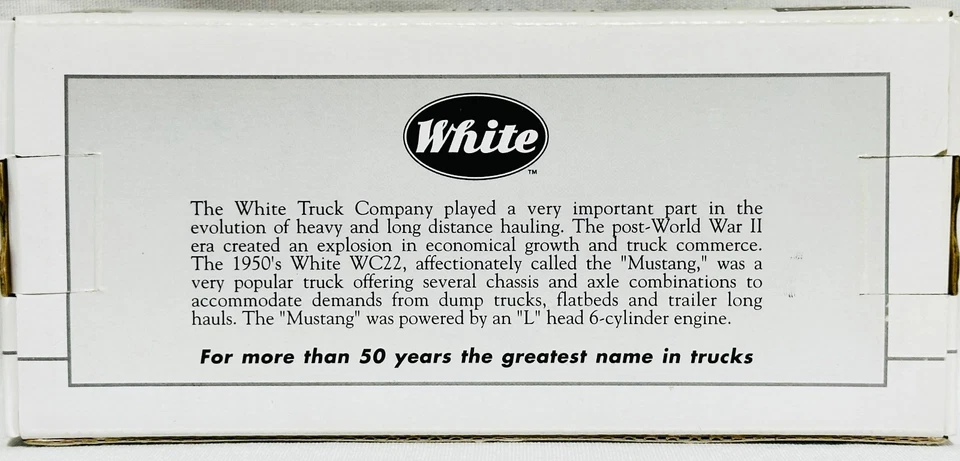 White
TM
The White Truck Company played a very important part in the
evolution of heavy and long distance hauling. The post-World War II
era created an explosion in economical growth and truck commerce.
The 1950's White WC22, affectionately called the "Mustang," was a
very popular truck offering several chassis and axle combinations to
accommodate demands from dump trucks, flatbeds and trailer long
hauls. The "Mustang" was powered by an "L" head 6-cylinder engine.
For more than 50 years the greatest name in trucks